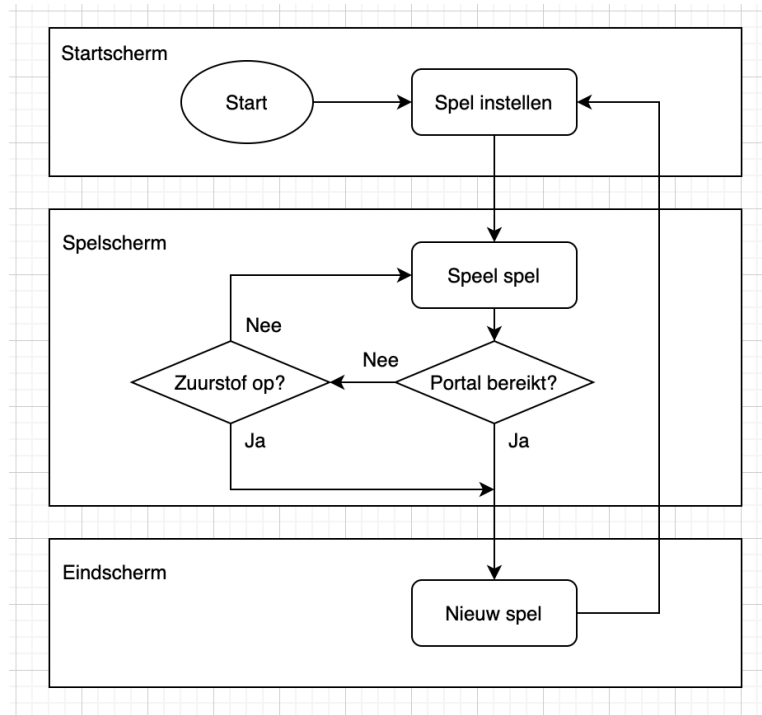 Startscherm
Start
Spel instellen
Spelscherm
Speel spel
Nee
Nee
Zuurstof op?
Portal bereikt?
Ja
Ja
Eindscherm
Nieuw spel